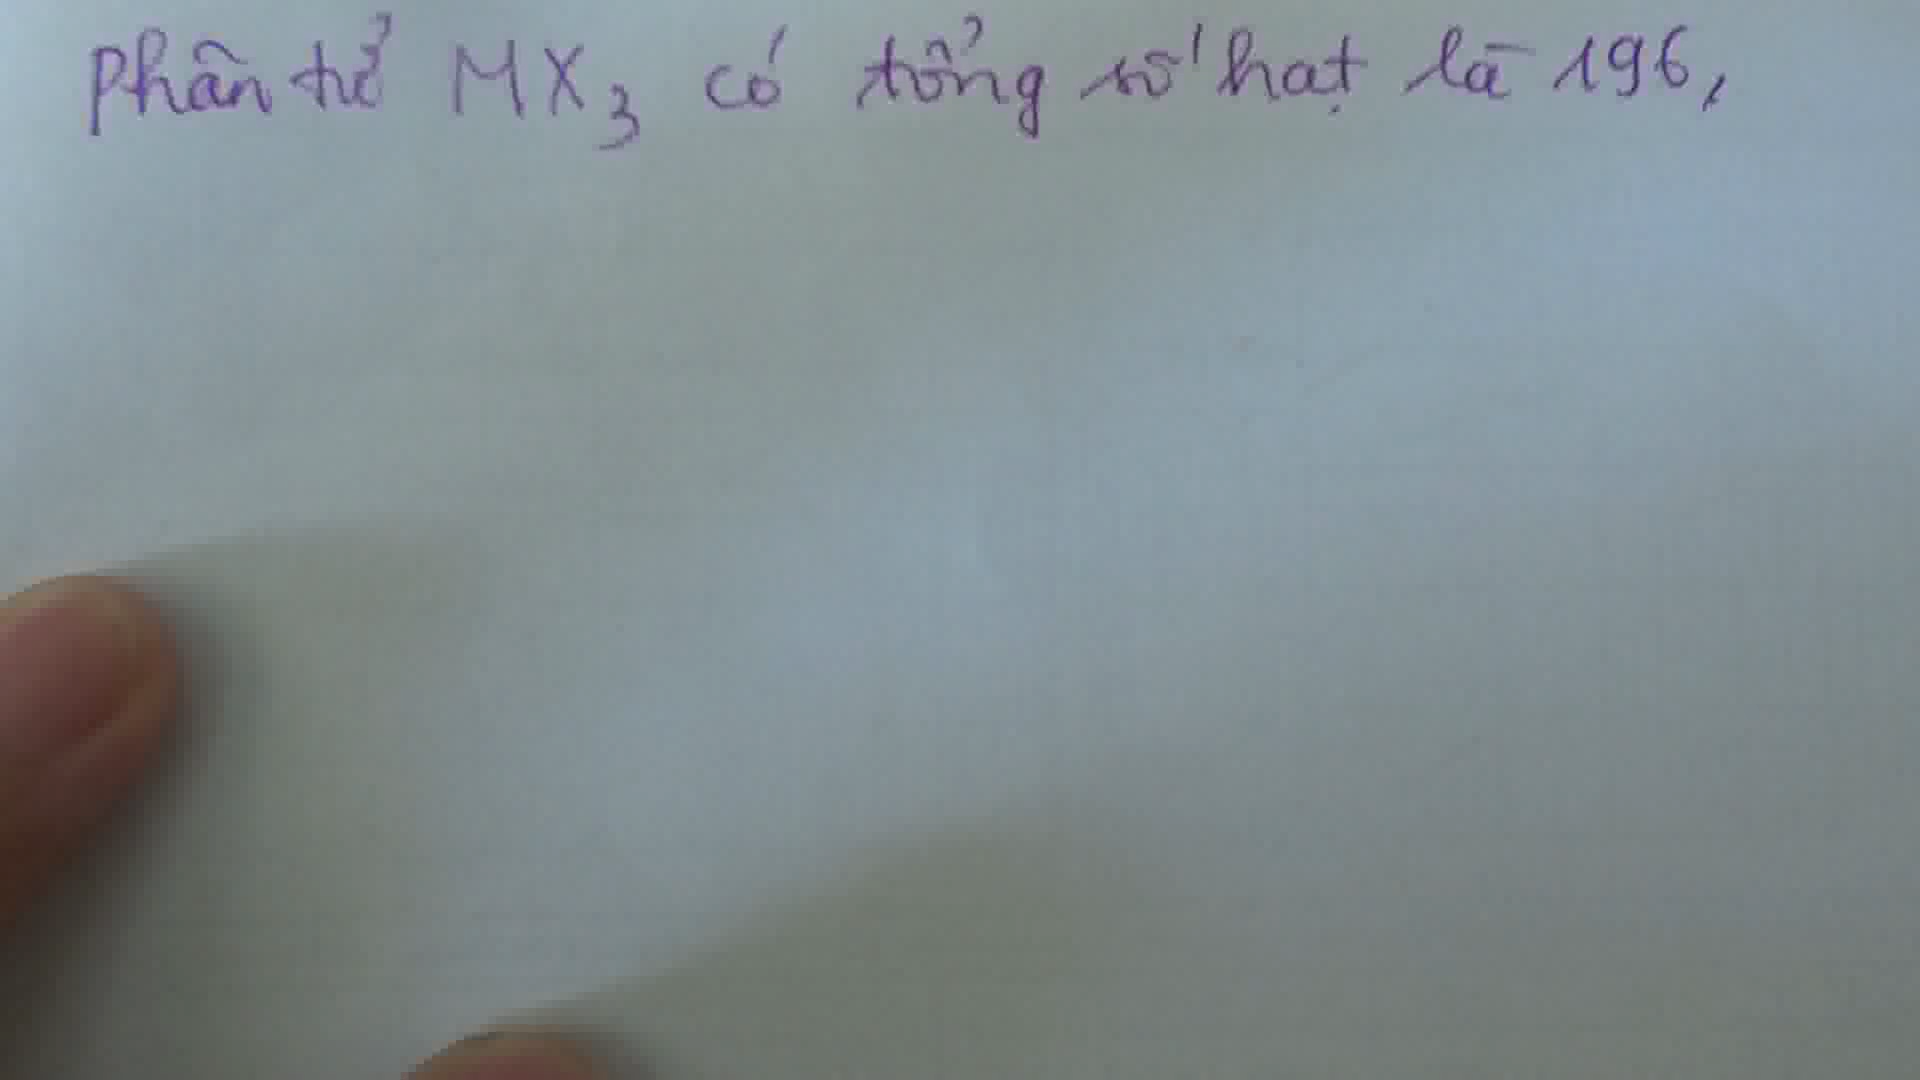 Phân tử MX₃ có tổng số hạt là 196,